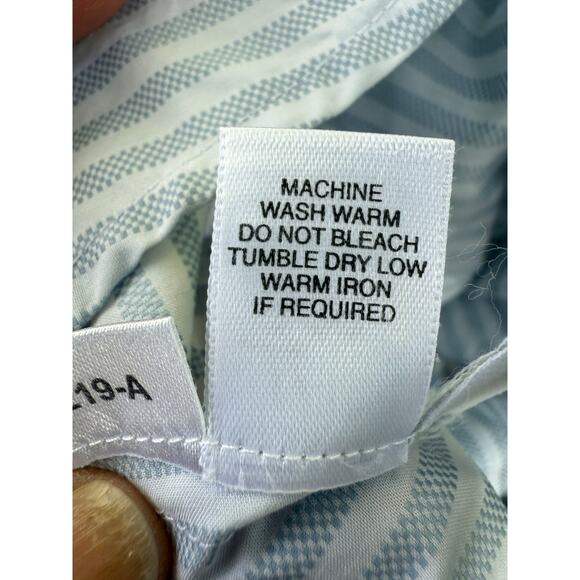 MACHINE
WASH WARM
DO NOT BLEACH
TUMBLE DRY LOW
WARM IRON
IF REQUIRED
19-A